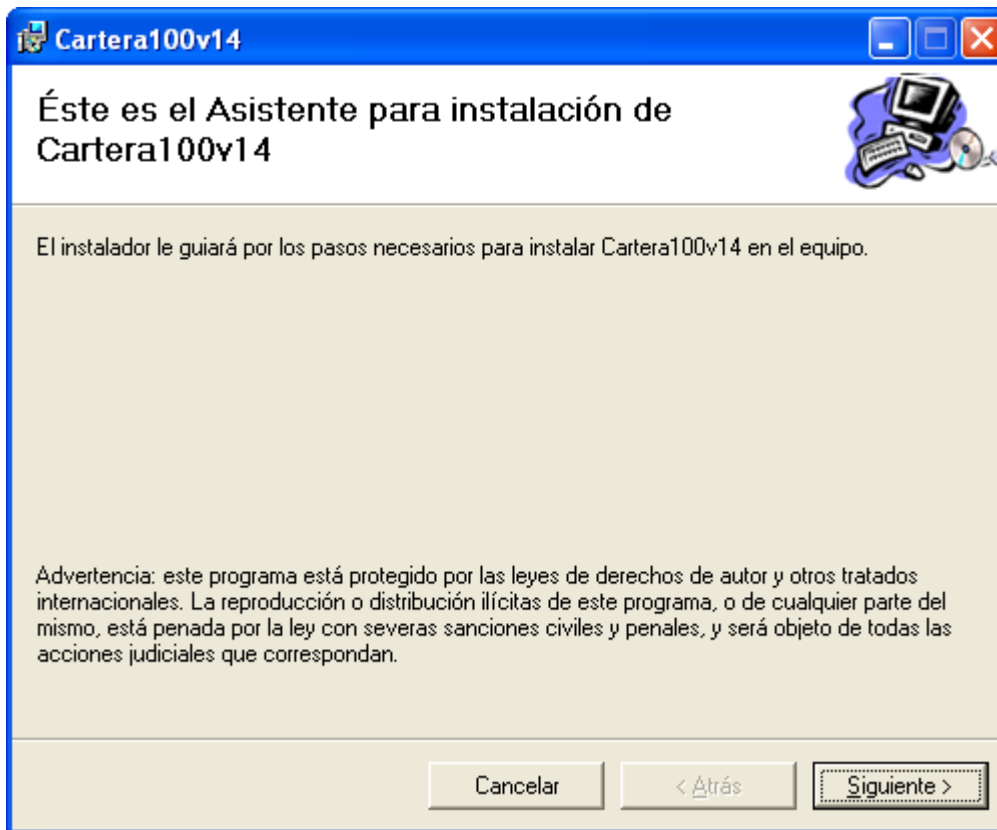 Cartera100v14
Éste es el Asistente para instalación de
Cartera100v14
El instalador le guiará por los pasos necesarios para instalar Cartera100v14 en el equipo.
Advertencia: este programa está protegido por las leyes de derechos de autor y otros tratados
internacionales. La reproducción o distribución ilícitas de este programa, o de cualquier parte del
mismo, está penada por la ley con severas sanciones civiles y penales, y será objeto de todas las
acciones judiciales que correspondan.
Cancelar
< Atrás
Siguiente >